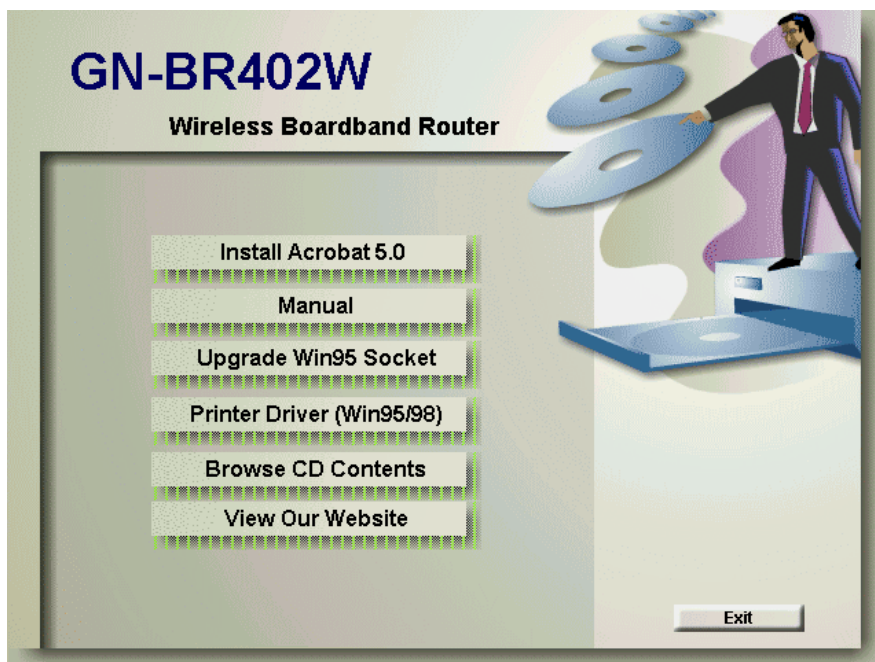 GN-BR402W
Wireless Boardband Router
Install Acrobat 5.0
Manual
Upgrade Win95 Socket
Printer Driver (Win95/98)
Browse CD Contents
View Our Website
Exit